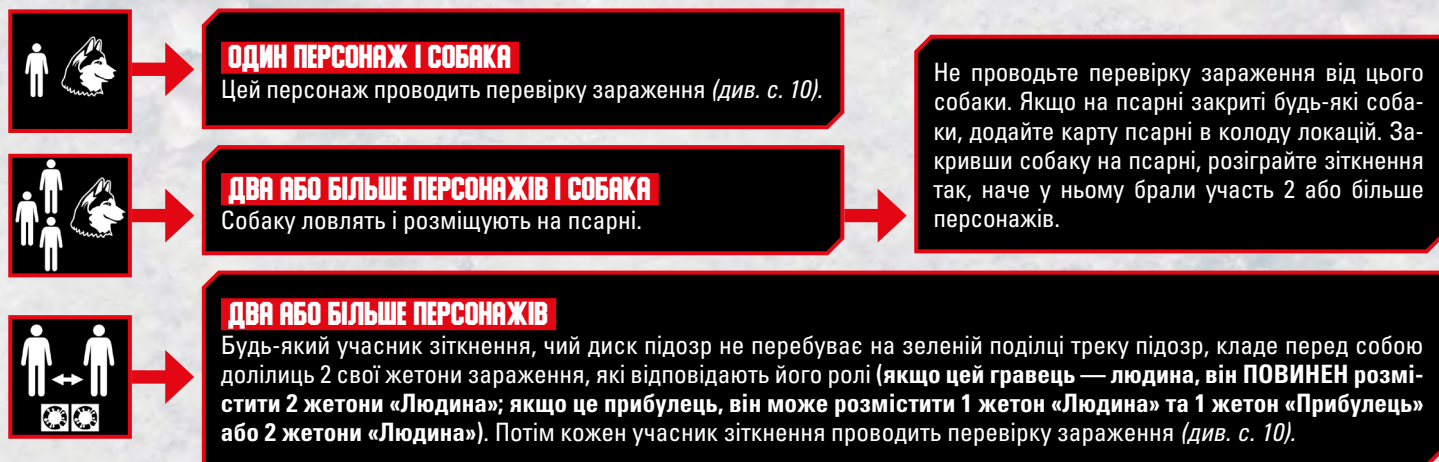 ОДИН ПЕРСОНАЖ І СОБАКА
Цей персонаж проводить перевірку зараження (див. с. 10).
ДВА АБО БІЛЬШЕ ПЕРСОНАЖІВ І СОБАКА
Собаку ловлять і розміщують на псарні.
Не проводьте перевірку зараження від цього
собаки. Якщо на псарні закриті будь-які соба-
ки, додайте карту псарні в колоду локацій. За-
кривши собаку на псарні, розіграйте зіткнення
так, наче у ньому брали участь 2 або більше
персонажів.
ДВА АБО БІЛЬШЕ ПЕРСОНАЖІВ
Будь-який учасник зіткнення, чий диск підозр не перебуває на зеленій поділці треку підозр, кладе перед собою
долілиць 2 свої жетони зараження, які відповідають його ролі (якщо цей гравець — людина, він ПОВИНЕН розмі-
стити 2 жетони «Людина»; якщо це прибулець, він може розмістити 1 жетон «Людина» та 1 жетон «Прибулець»
або 2 жетони «Людина»). Потім кожен учасник зіткнення проводить перевірку зараження (див. с. 10).